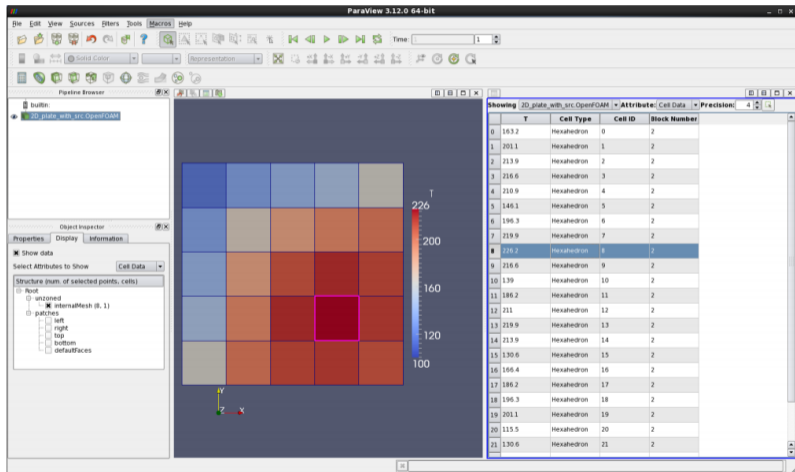 ParaView 3.12.0 64-bit
File Edit View Sources Filters Tools Macros Help
Time: 1
Solid Color Representation
Pipeline Browser
builtin:
2D_plate_with_src.OpenFOAM
Object Inspector
Properties Display Information
Show data
Select Attributes to Show Cell Data
Structure (num. of selected points, cells)
Root
unzoned
internalMesh (8, 1)
patches
left
right
top
bottom
defaultFaces
T
226
200
160
120
100
Y
Z X
Showing 2D_plate_with_src.OpenFOAM Attribute: Cell Data Precision: 4
T Cell Type Cell ID Block Number
0 163.2 Hexahedron 0 2
1 201.1 Hexahedron 1 2
2 213.9 Hexahedron 2 2
3 216.6 Hexahedron 3 2
4 210.9 Hexahedron 4 2
5 146.1 Hexahedron 5 2
6 196.3 Hexahedron 6 2
7 219.9 Hexahedron 7 2
8 226.2 Hexahedron 8 2
9 216.6 Hexahedron 9 2
10 139 Hexahedron 10 2
11 186.2 Hexahedron 11 2
12 211 Hexahedron 12 2
13 219.9 Hexahedron 13 2
14 213.9 Hexahedron 14 2
15 130.6 Hexahedron 15 2
16 166.4 Hexahedron 16 2
17 186.2 Hexahedron 17 2
18 196.3 Hexahedron 18 2
19 201.1 Hexahedron 19 2
20 115.5 Hexahedron 20 2
21 130.6 Hexahedron 21 2